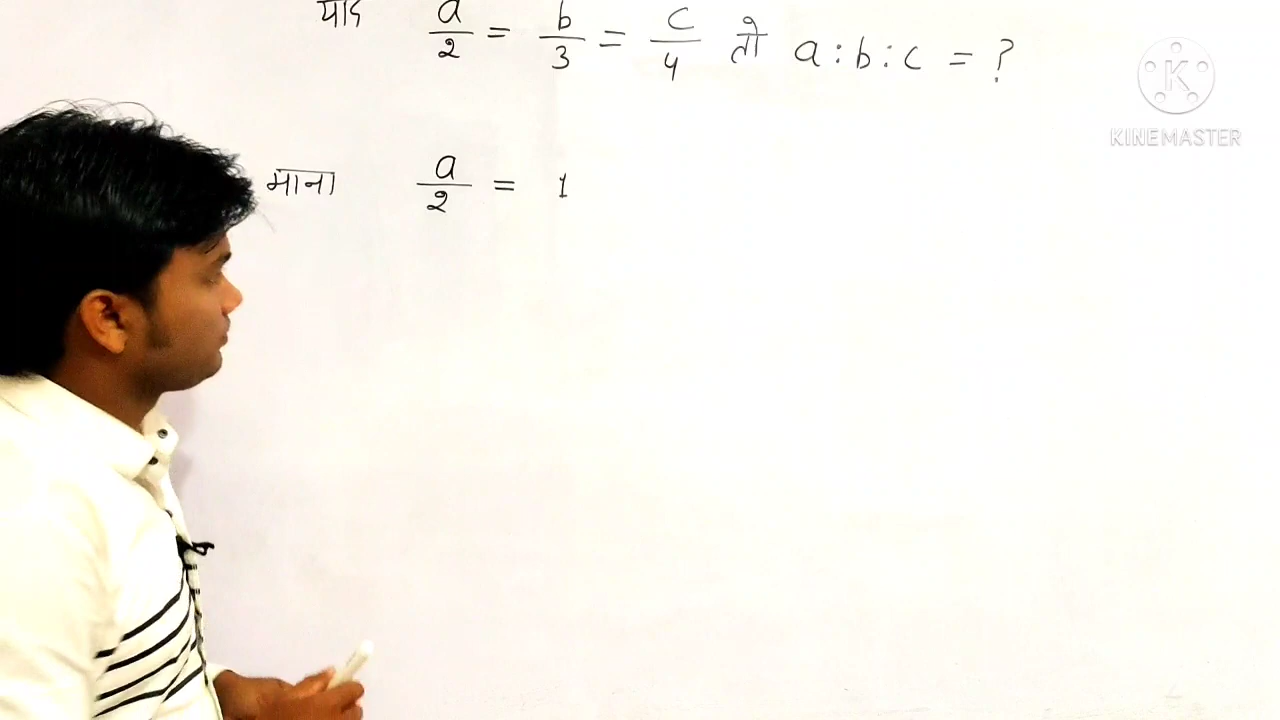 यदि a/2 = b/3 = c/4 तो a : b : c = ?
K
KINEMASTER
माना a/2 = 1